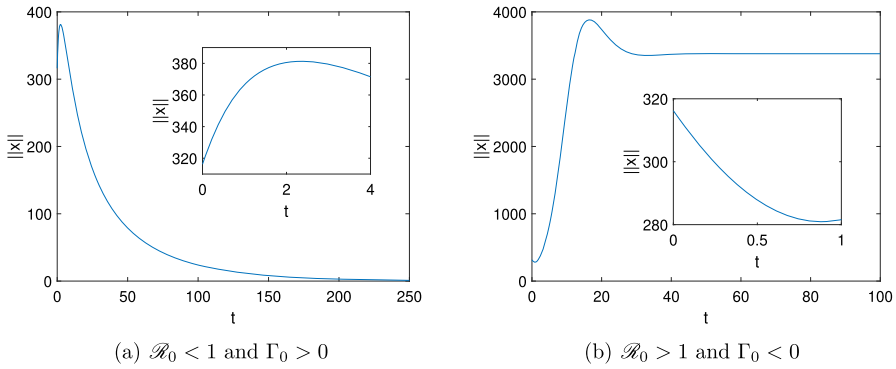 400
300
200
100
0
||x||
0 50 100 150 200 250
t
380
360
340
320
||x||
0 2 4
t
(a) ℛ₀ < 1 and Γ₀ > 0
4000
3000
2000
1000
0
||x||
0 20 40 60 80 100
t
320
300
280
||x||
0 0.5 1
t
(b) ℛ₀ > 1 and Γ₀ < 0